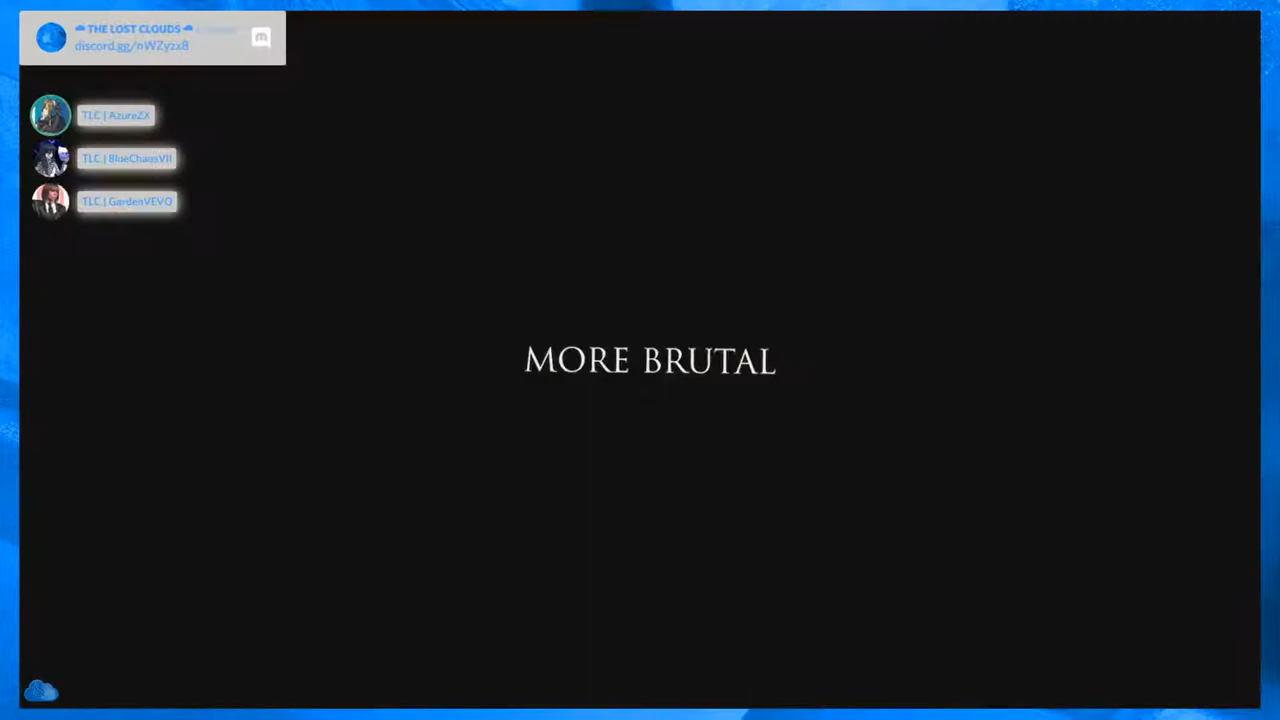 THE LOST CLOUDS
discord.gg/nWZyzx8
TLC | AzureZX
TLC | BlueChaosVII
TLC | GardenVEVO
MORE BRUTAL